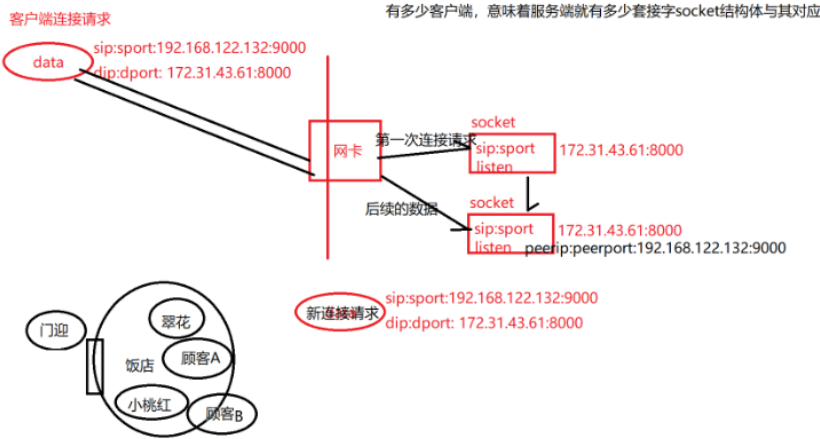 有多少客户端，意味着服务端就有多少套接字socket结构体与其对应
客户端连接请求
data
sip:sport:192.168.122.132:9000
dip:dport: 172.31.43.61:8000
网卡
第一次连接请求
socket
sip:sport
listen
172.31.43.61:8000
后续的数据
socket
sip:sport
listen
172.31.43.61:8000
peerip:peerport:192.168.122.132:9000
新连接请求
sip:sport:192.168.122.132:9000
dip:dport: 172.31.43.61:8000
门迎
翠花
饭店
顾客A
小桃红
顾客B